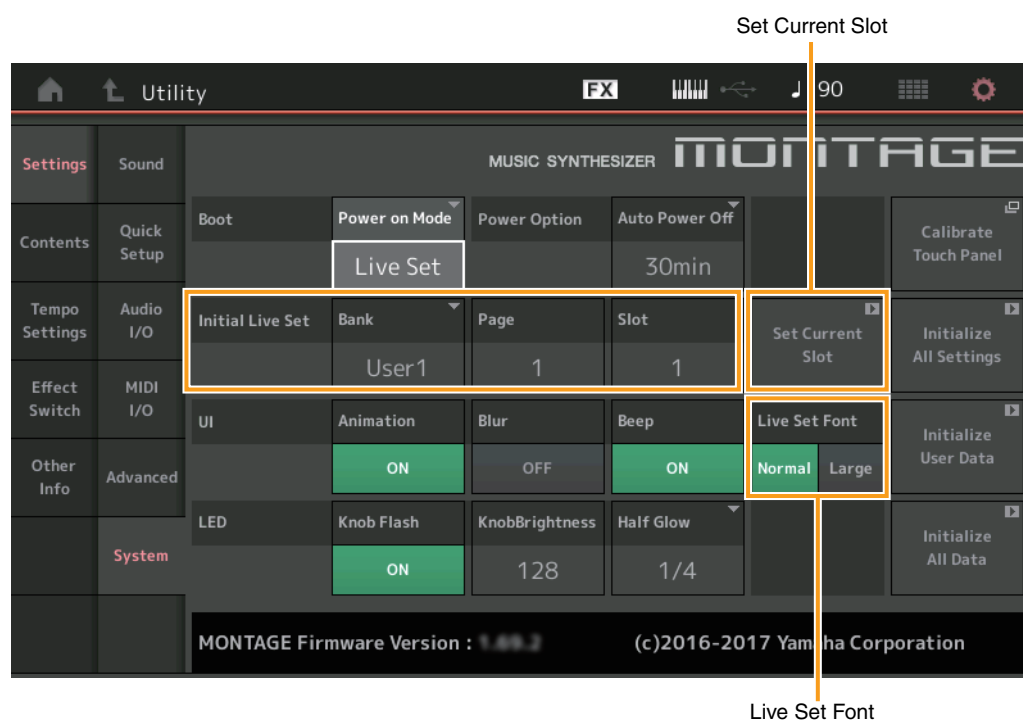 Set Current Slot
Utility
FX
90
Settings
Sound
MUSIC SYNTHESIZER MONTAGE
Contents
Quick
Setup
Boot
Power on Mode
Live Set
Power Option
Auto Power Off
30min
Calibrate
Touch Panel
Tempo
Settings
Audio
I/O
Initial Live Set
Bank
User1
Page
1
Slot
1
Set Current
Slot
Initialize
All Settings
Effect
Switch
MIDI
I/O
UI
Animation
ON
Blur
OFF
Beep
ON
Live Set Font
Normal
Large
Initialize
User Data
Other
Info
Advanced
LED
Knob Flash
ON
KnobBrightness
128
Half Glow
1/4
Initialize
All Data
System
MONTAGE Firmware Version :
(c)2016-2017 Yamaha Corporation
Live Set Font